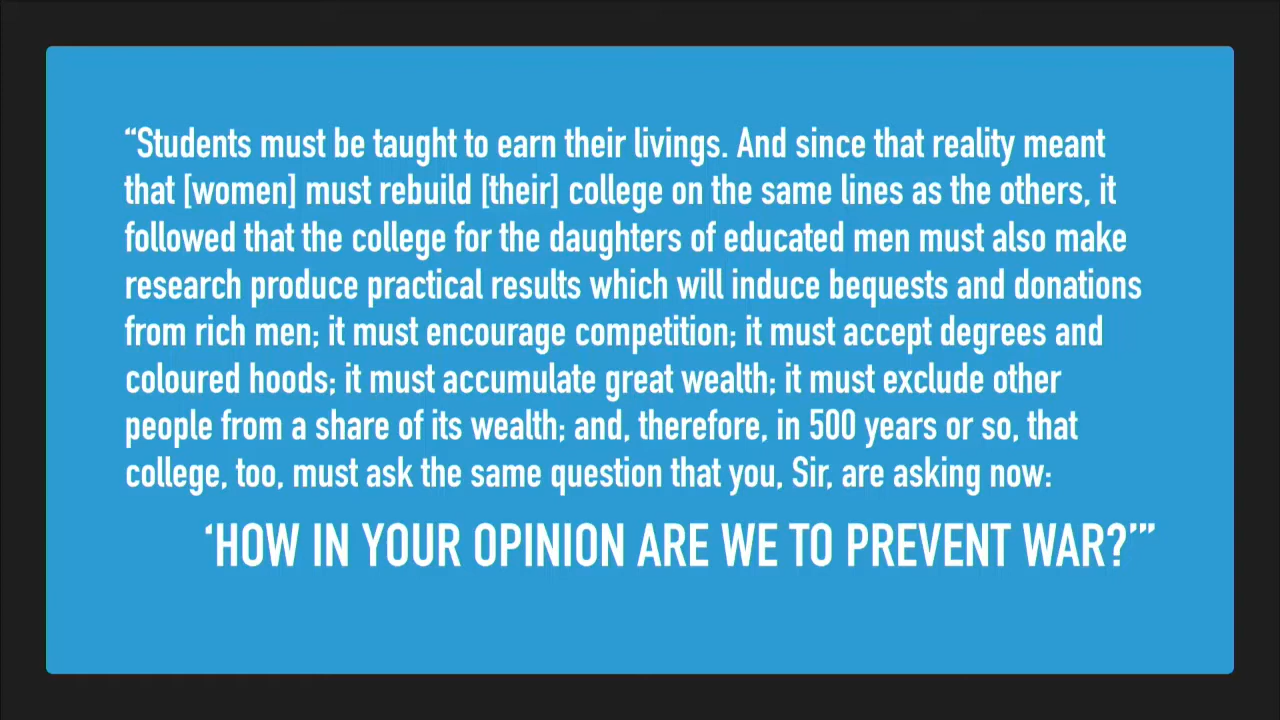 “Students must be taught to earn their livings. And since that reality meant
that [women] must rebuild [their] college on the same lines as the others, it
followed that the college for the daughters of educated men must also make
research produce practical results which will induce bequests and donations
from rich men; it must encourage competition; it must accept degrees and
coloured hoods; it must accumulate great wealth; it must exclude other
people from a share of its wealth; and, therefore, in 500 years or so, that
college, too, must ask the same question that you, Sir, are asking now:
‘HOW IN YOUR OPINION ARE WE TO PREVENT WAR?’”